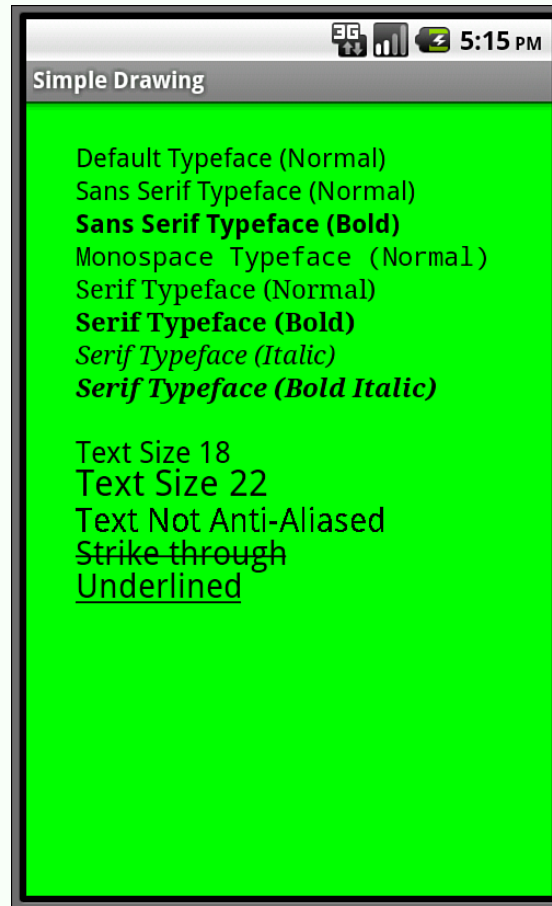 3G 5:15 PM
Simple Drawing
Default Typeface (Normal)
Sans Serif Typeface (Normal)
Sans Serif Typeface (Bold)
Monospace Typeface (Normal)
Serif Typeface (Normal)
Serif Typeface (Bold)
Serif Typeface (Italic)
Serif Typeface (Bold Italic)
Text Size 18
Text Size 22
Text Not Anti-Aliased
Strike through
Underlined